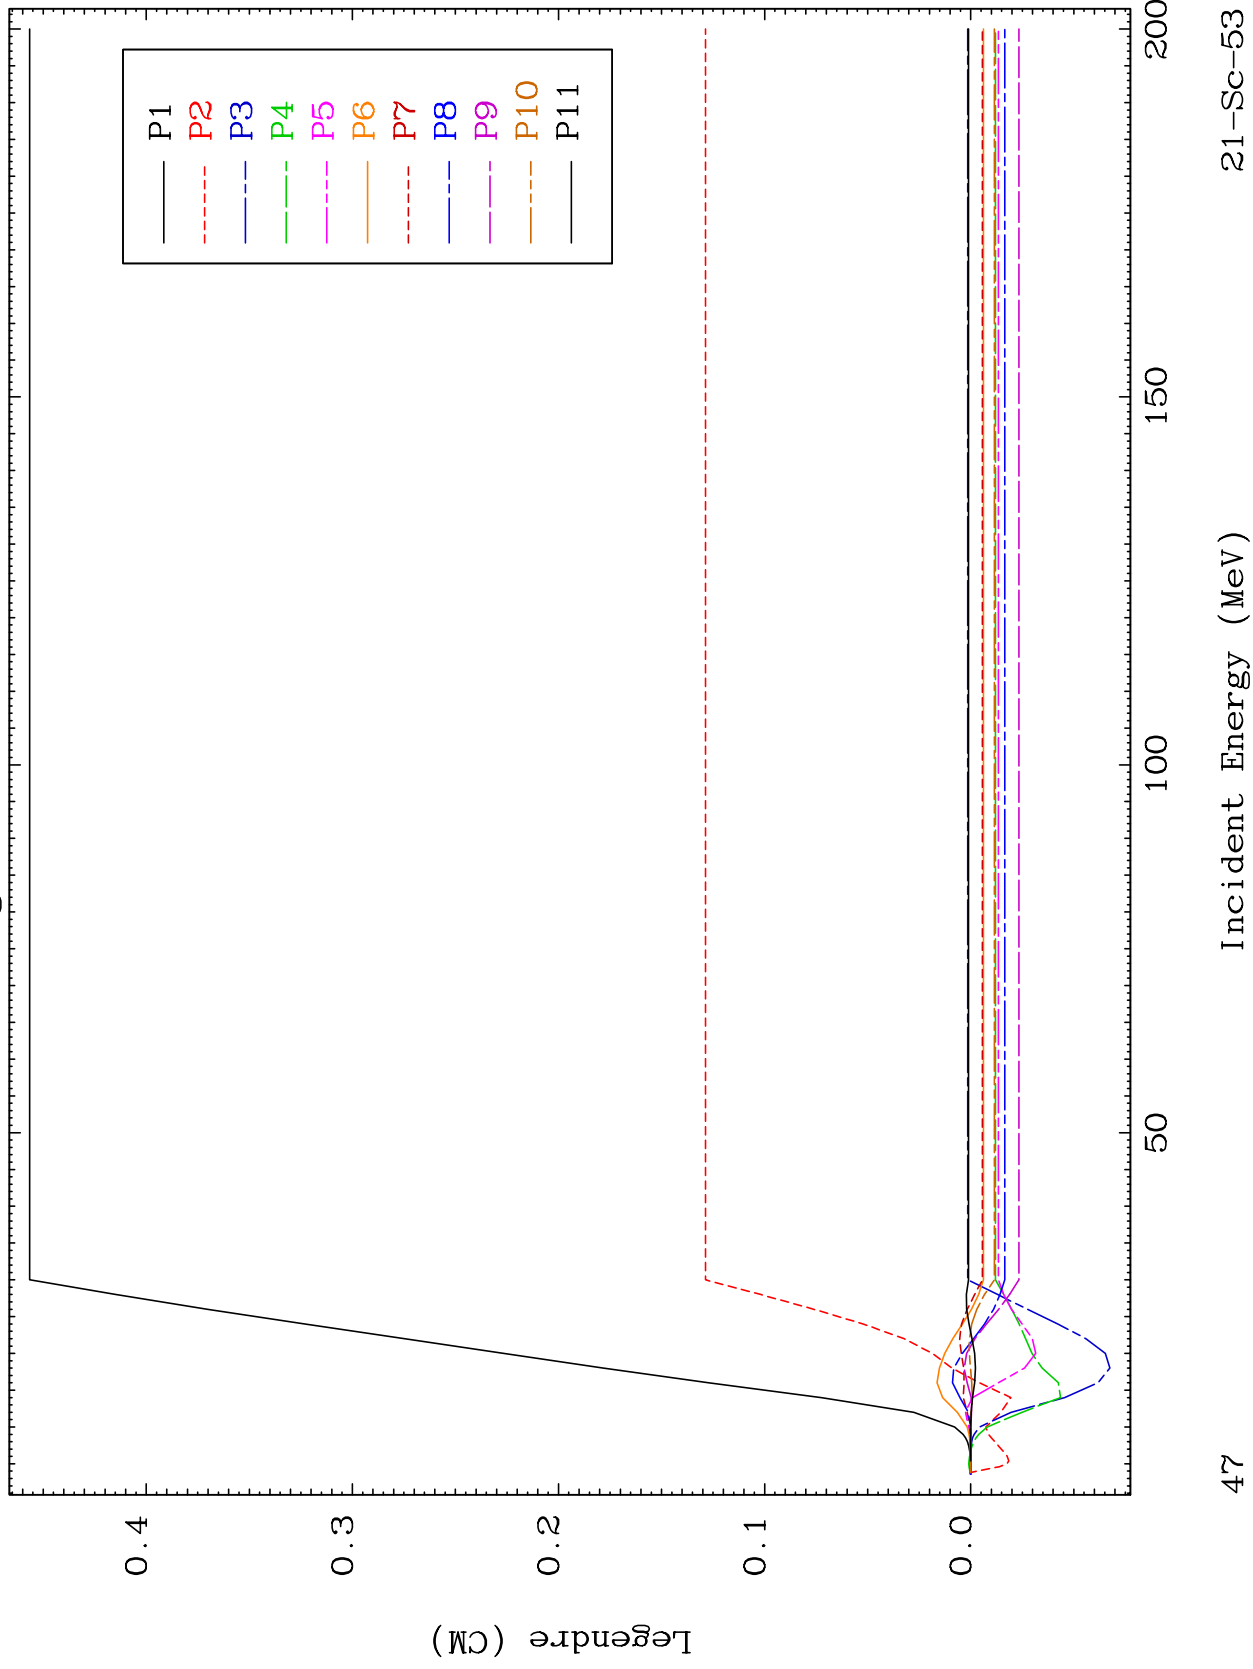 Legendre (CM)
0.4
0.3
0.2
0.1
0.0
P1
P2
P3
P4
P5
P6
P7
P8
P9
P10
P11
50
100
150
200
Incident Energy (MeV)
47
21-Sc-53